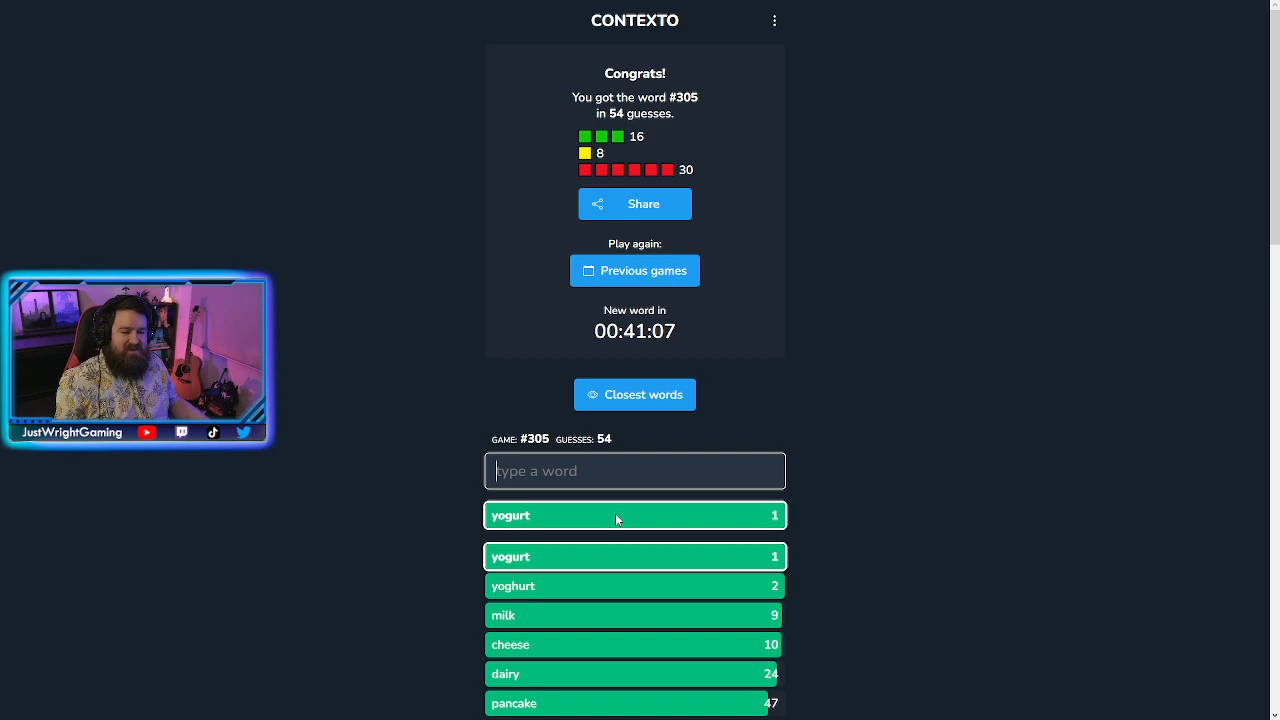 CONTEXTO
Congrats!
You got the word #305
in 54 guesses.
16
8
30
Share
Play again:
Previous games
New word in
00:41:07
Closest words
GAME: #305 GUESSES: 54
type a word
yogurt 1
yogurt 1
yoghurt 2
milk 9
cheese 10
dairy 24
pancake 47
JustWrightGaming